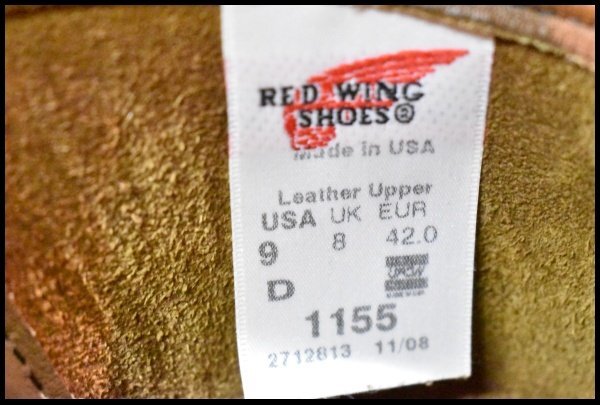 RED WING
SHOES®
Made in USA
Leather Upper
USA UK EUR
9 8 42.0
D
UFCW
1155
2712813 11/08